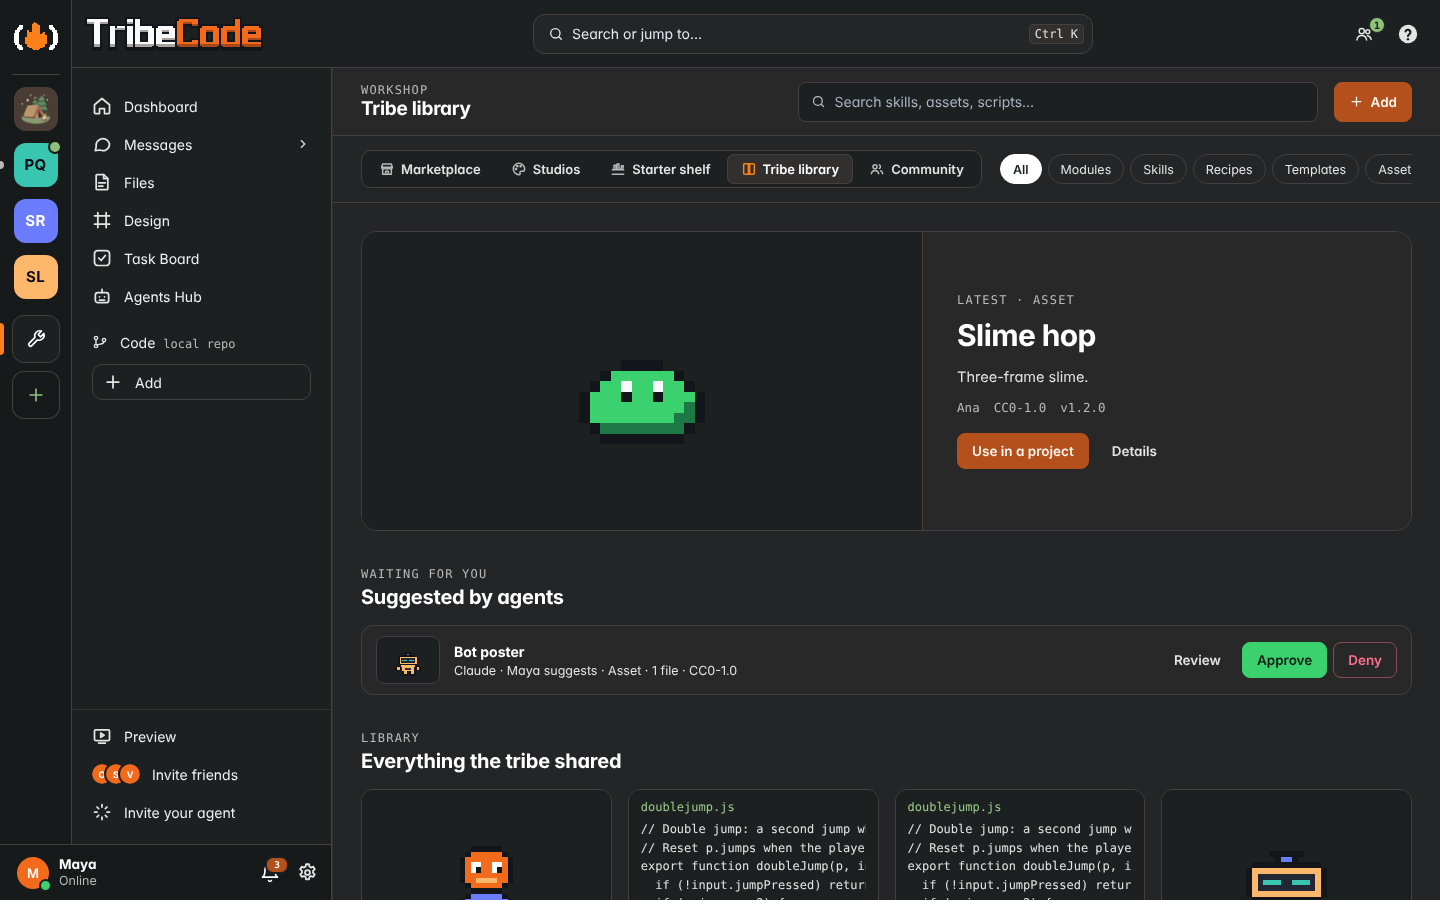 TribeCode
Search or jump to...
Ctrl K
1
PQ
SR
SL
Dashboard
Messages
Files
Design
Task Board
Agents Hub
Code local repo
Add
Preview
Invite friends
Invite your agent
M
Maya
Online
3
WORKSHOP
Tribe library
Search skills, assets, scripts...
Add
Marketplace
Studios
Starter shelf
Tribe library
Community
All
Modules
Skills
Recipes
Templates
Asset
LATEST · ASSET
Slime hop
Three-frame slime.
Ana CC0-1.0 v1.2.0
Use in a project
Details
WAITING FOR YOU
Suggested by agents
Bot poster
Claude · Maya suggests · Asset · 1 file · CC0-1.0
Review
Approve
Deny
LIBRARY
Everything the tribe shared
doublejump.js
// Double jump: a second jump w
// Reset p.jumps when the playe
export function doubleJump(p, i
if (!input.jumpPressed) retur
doublejump.js
// Double jump: a second jump w
// Reset p.jumps when the playe
export function doubleJump(p, i
if (!input.jumpPressed) retur